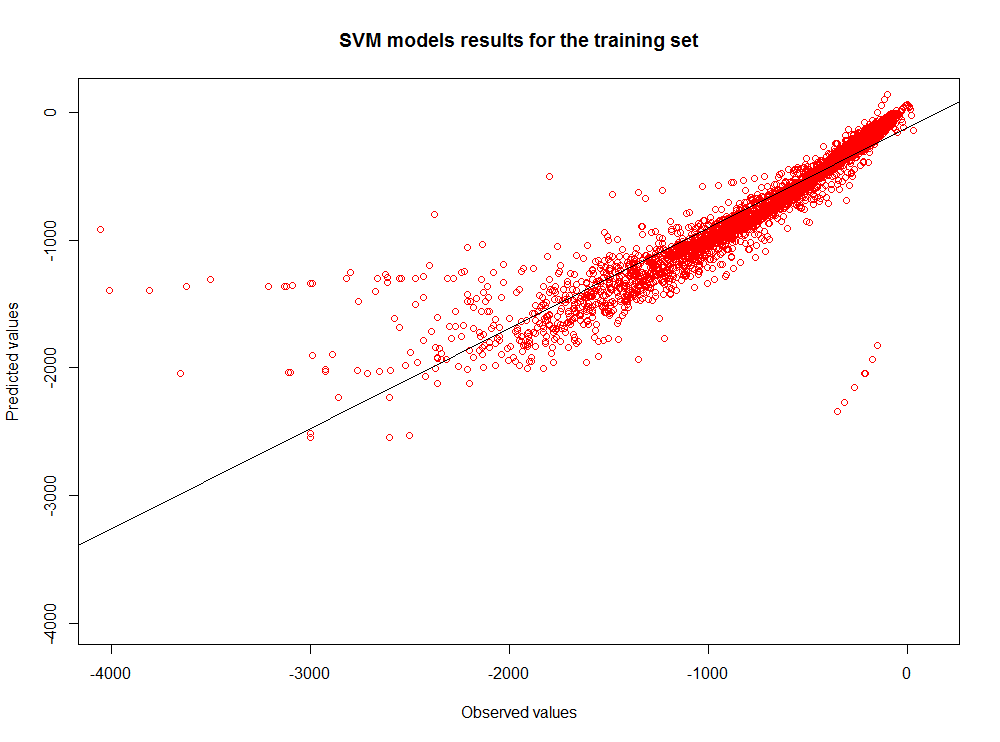 SVM models results for the training set
Predicted values
0
-1000
-2000
-3000
-4000
-4000 -3000 -2000 -1000 0
Observed values